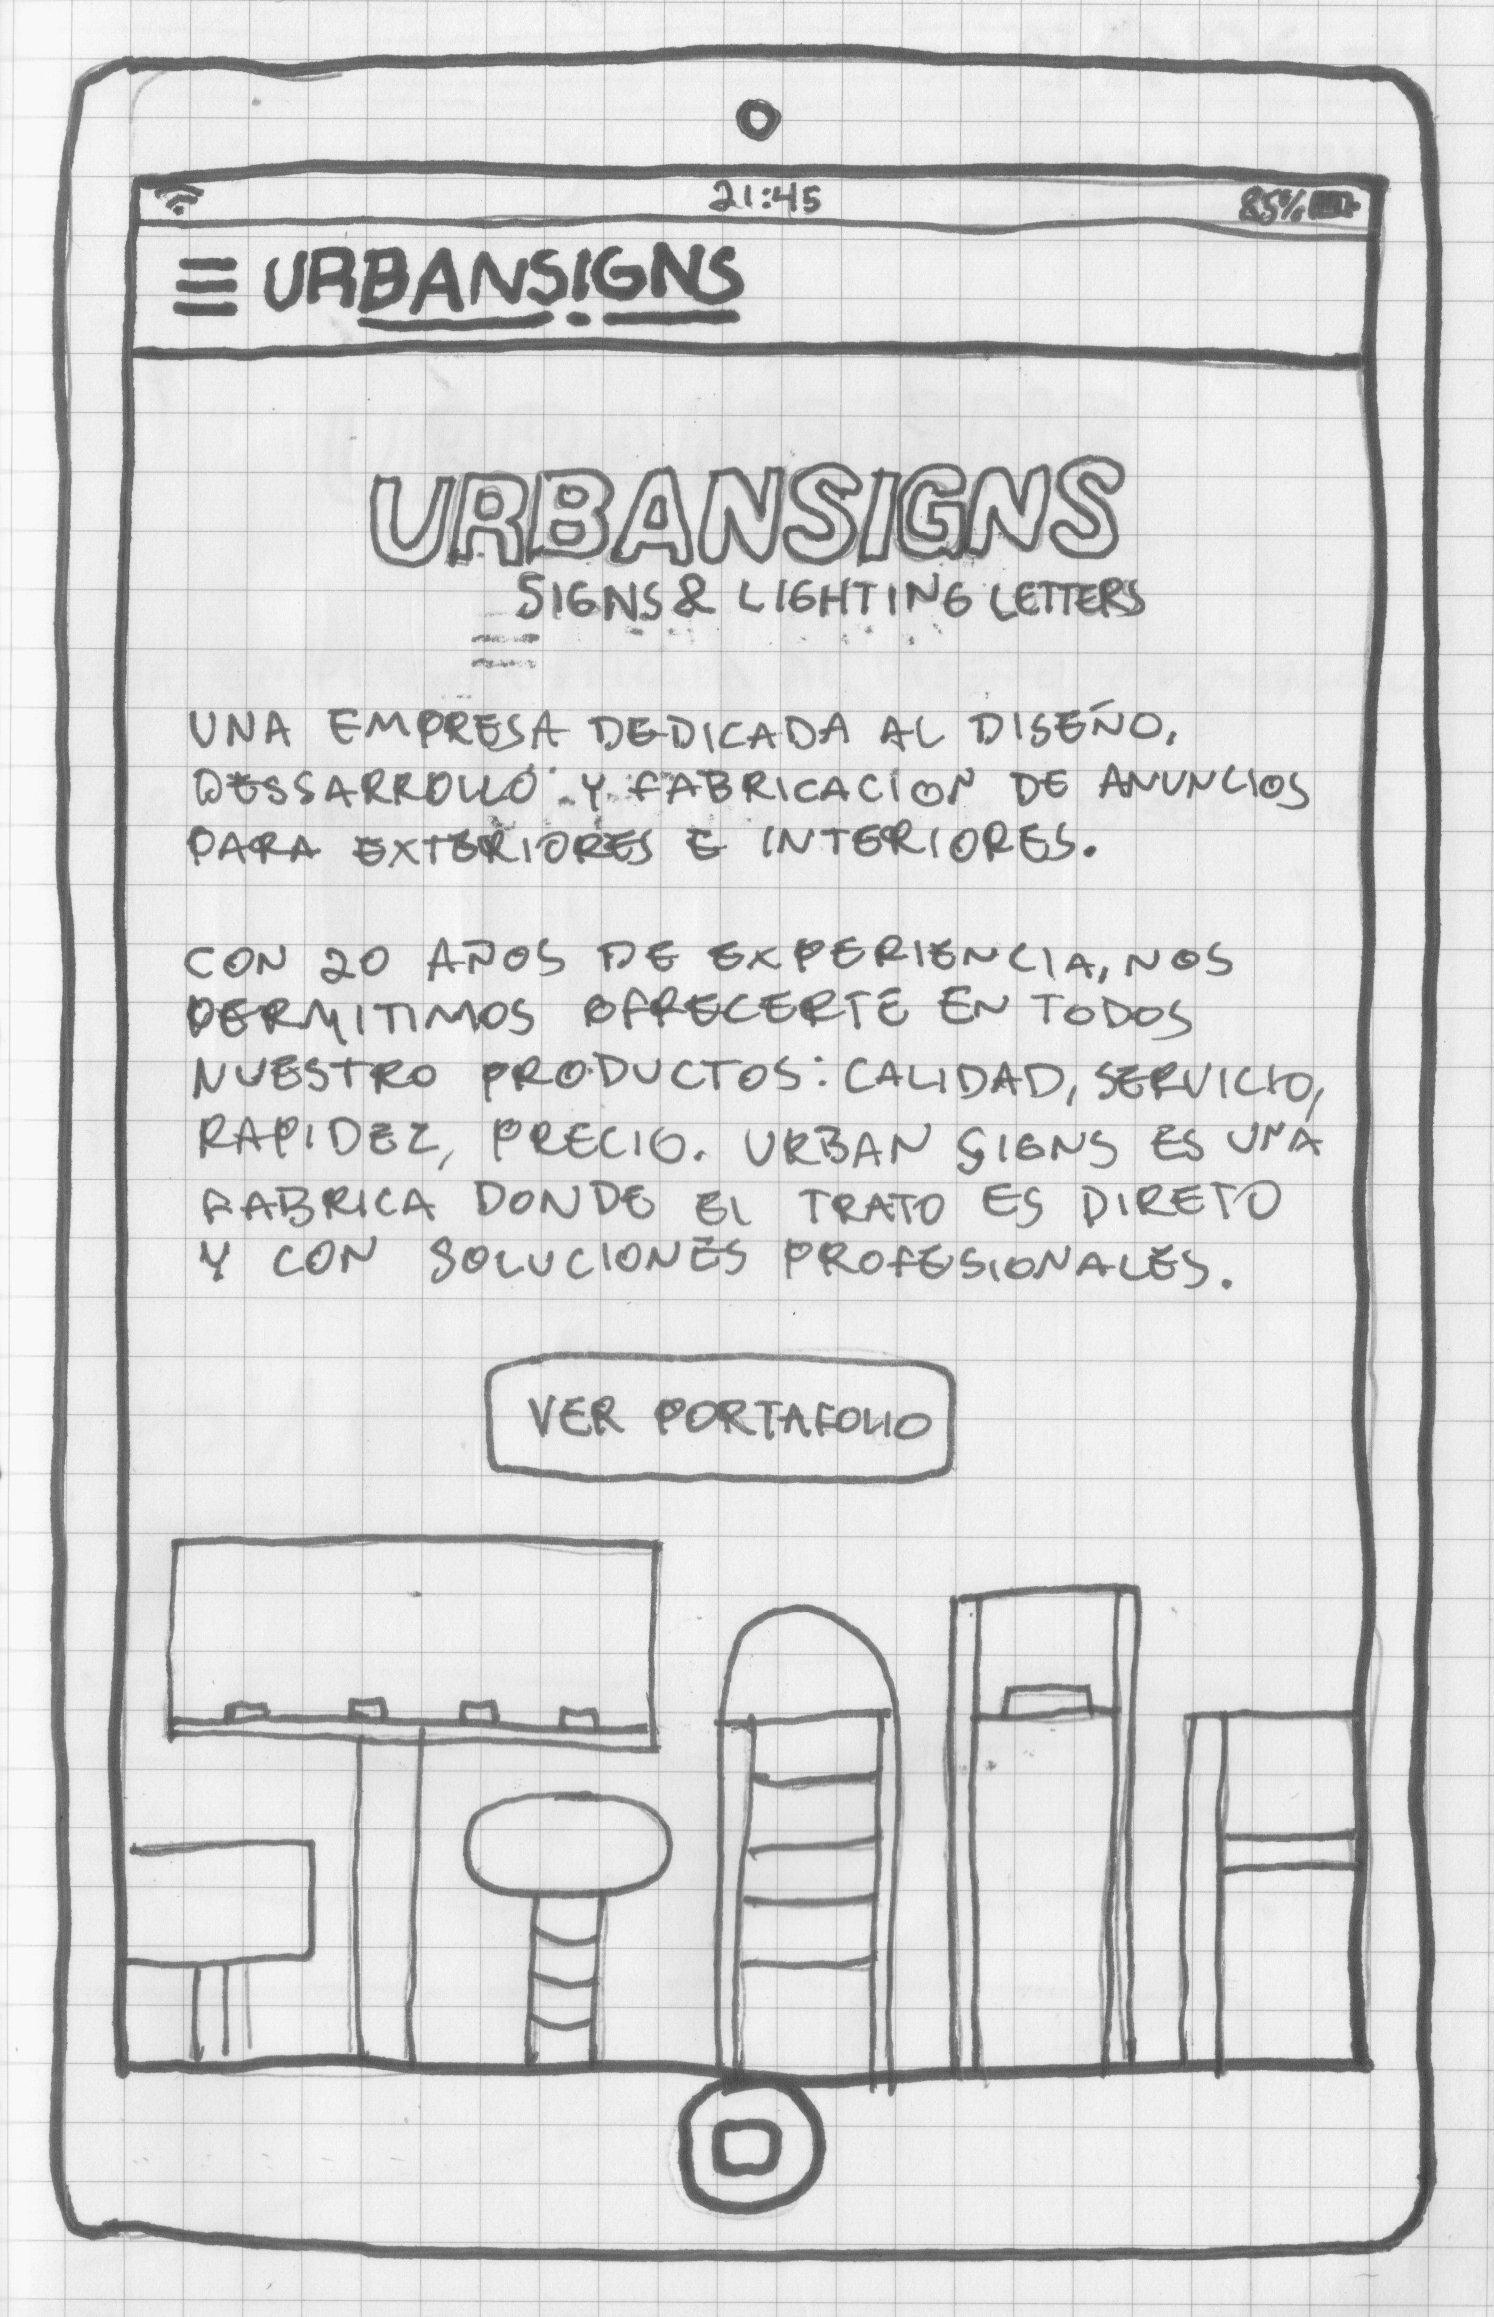 21:45
85%
URBANSIGNS
URBANSIGNS
SIGNS & LIGHTING LETTERS
UNA EMPRESA DEDICADA AL DISEÑO,
DESSARROLLO Y FABRICACION DE ANUNCIOS
PARA EXTERIORES E INTERIORES.
CON 20 AÑOS DE EXPERIENCIA, NOS
PERMITIMOS OFRECERTE EN TODOS
NUESTRO PRODUCTOS: CALIDAD, SERVICIO,
RAPIDEZ, PRECIO. URBAN SIGNS ES UNA
FABRICA DONDE EL TRATO ES DIRETO
Y CON SOLUCIONES PROFESIONALES.
VER PORTAFOLIO